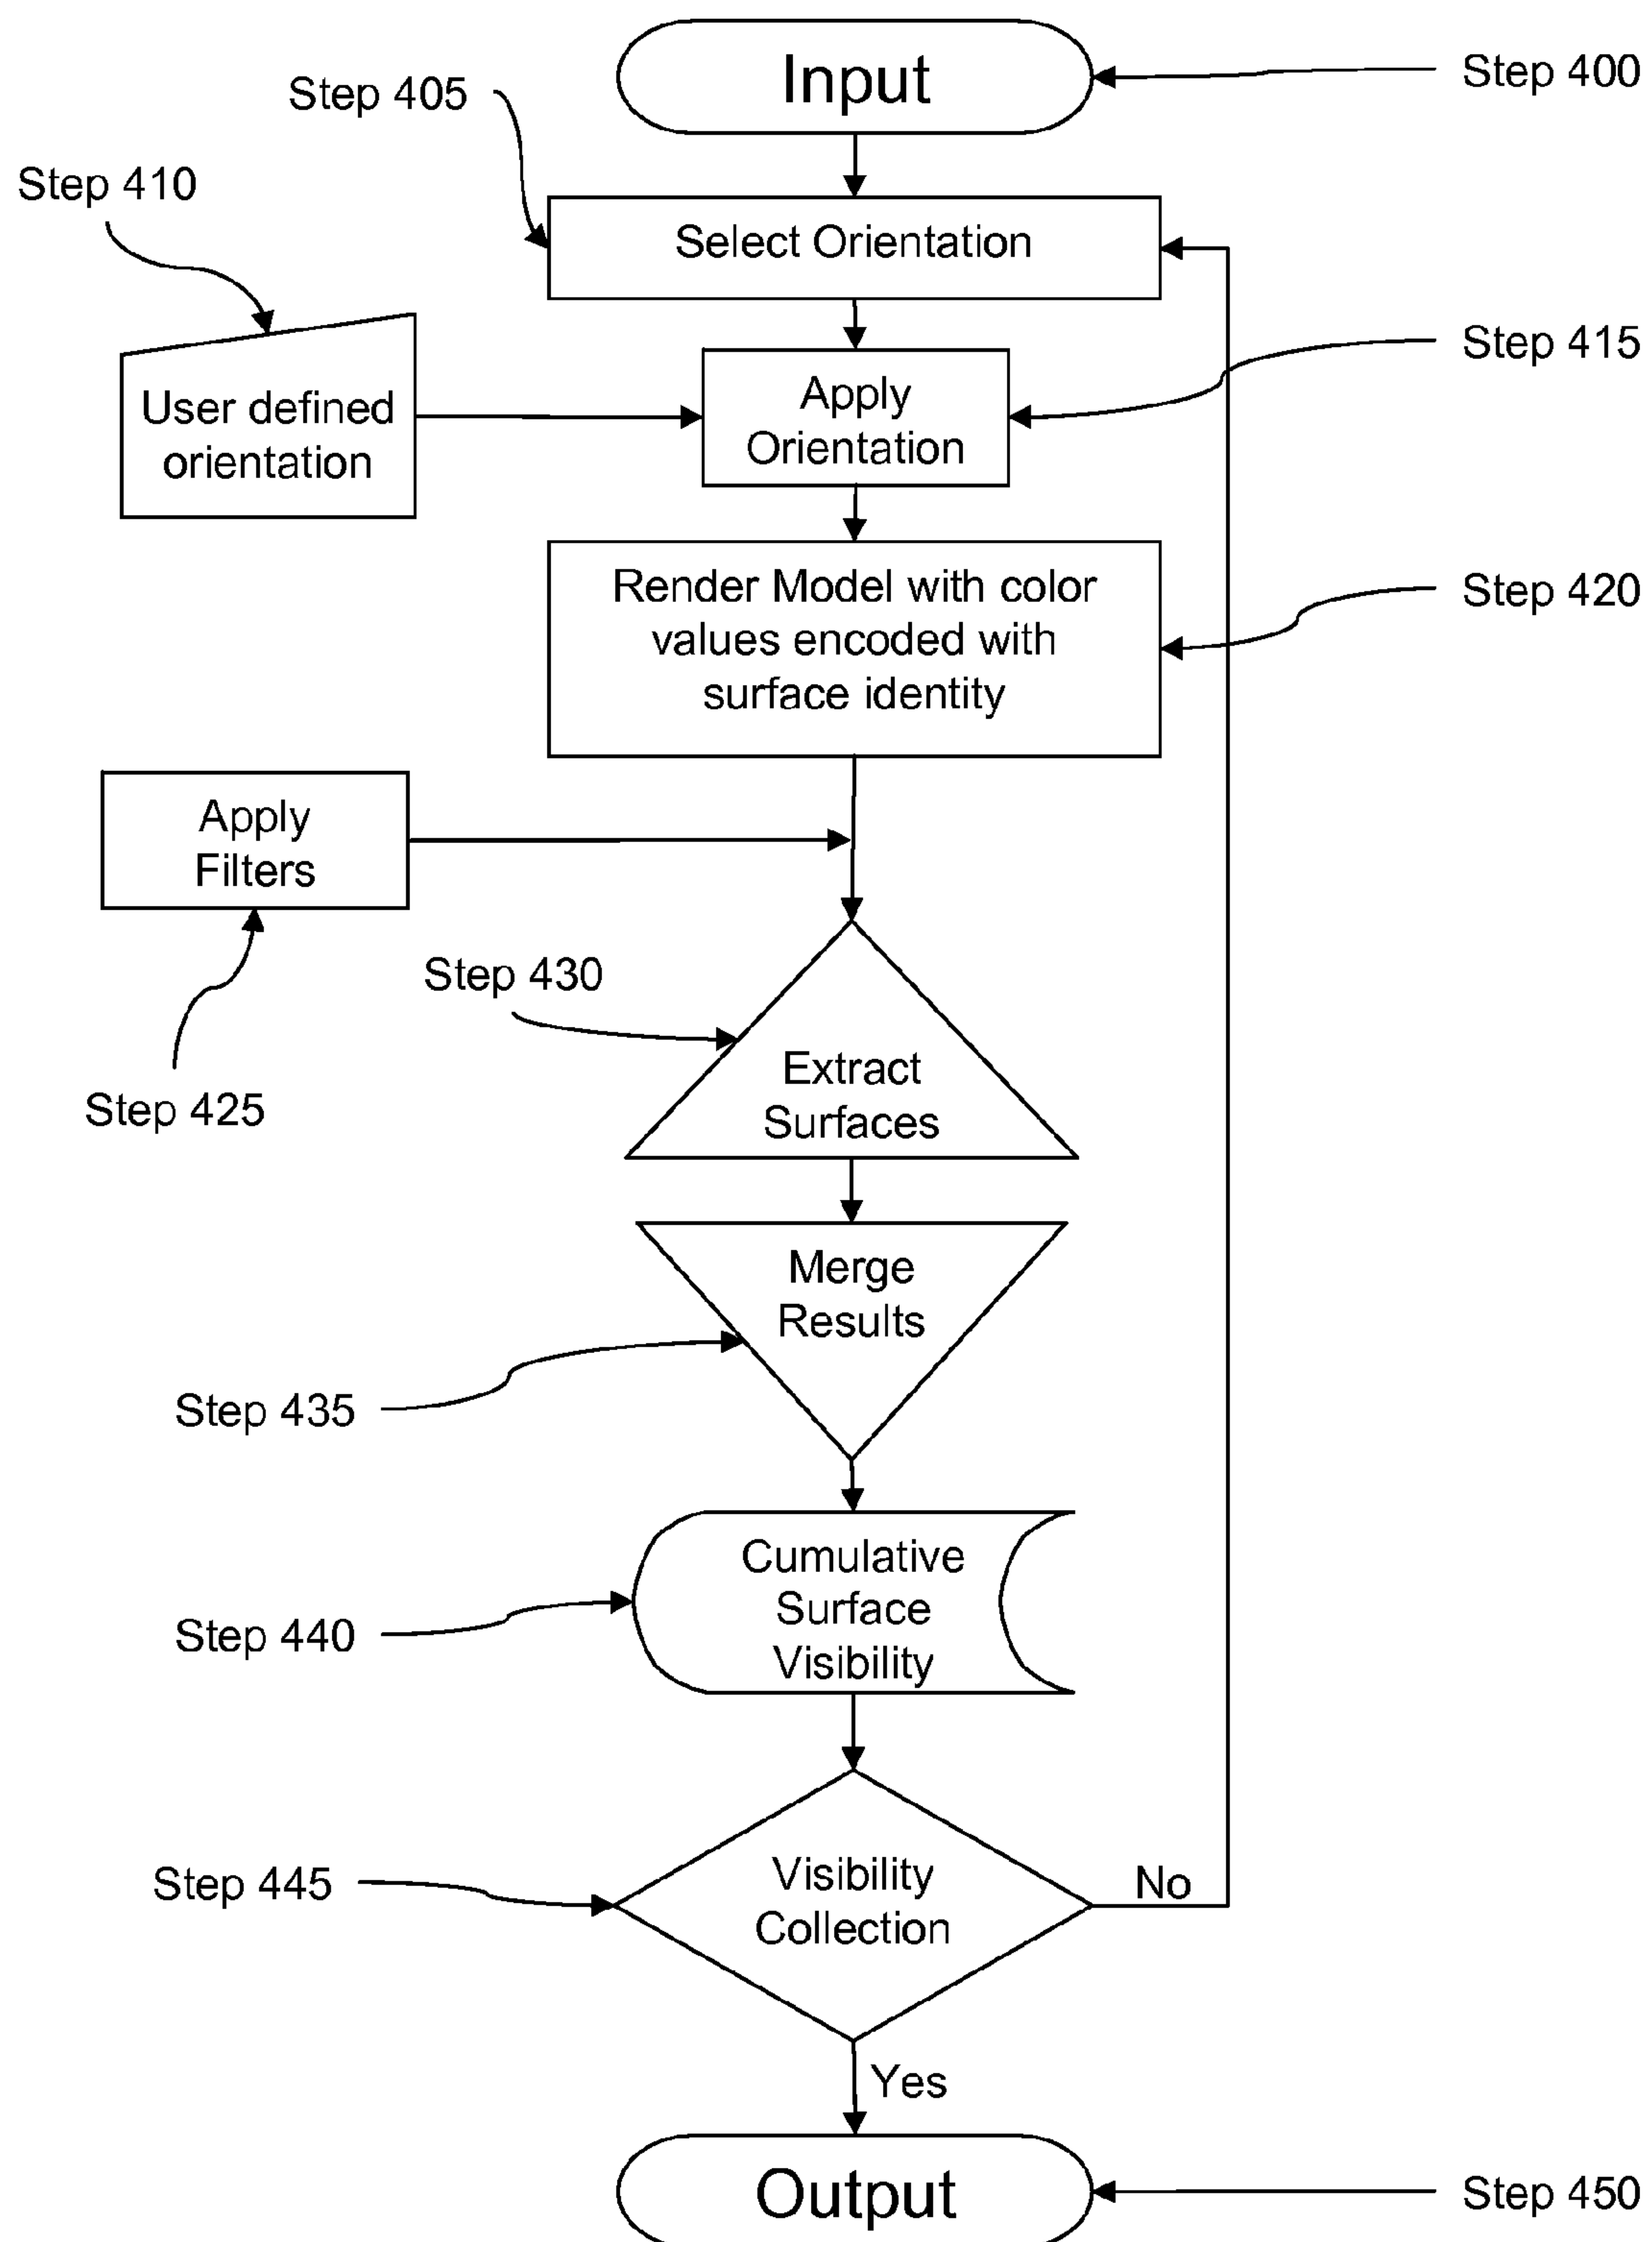 Input
Step 400
Step 405
Step 410
Select Orientation
Step 415
User defined
orientation
Apply
Orientation
Render Model with color
values encoded with
surface identity
Step 420
Apply
Filters
Step 425
Step 430
Extract
Surfaces
Merge
Results
Step 435
Cumulative
Surface
Visibility
Step 440
Visibility
Collection
Step 445
No
Yes
Output
Step 450